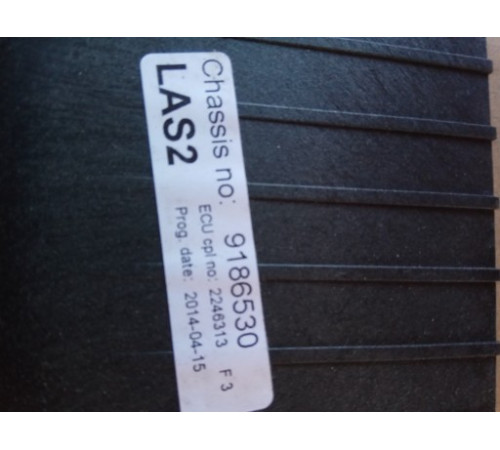 Chassis no: 9186530
ECU cpl no: 2246313 F 3
Prog. date: 2014-04-15
LAS2